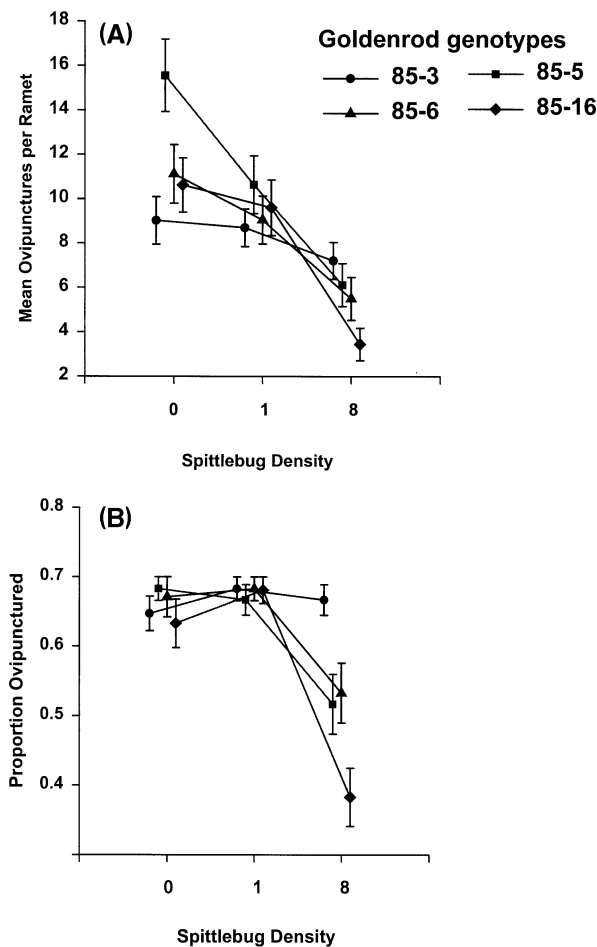 (A)
Goldenrod genotypes
85-3 85-5
85-6 85-16
Mean Ovipunctures per Ramet
18
16
14
12
10
8
6
4
2
0 1 8
Spittlebug Density
(B)
Proportion Ovipunctured
0.8
0.7
0.6
0.5
0.4
0 1 8
Spittlebug Density